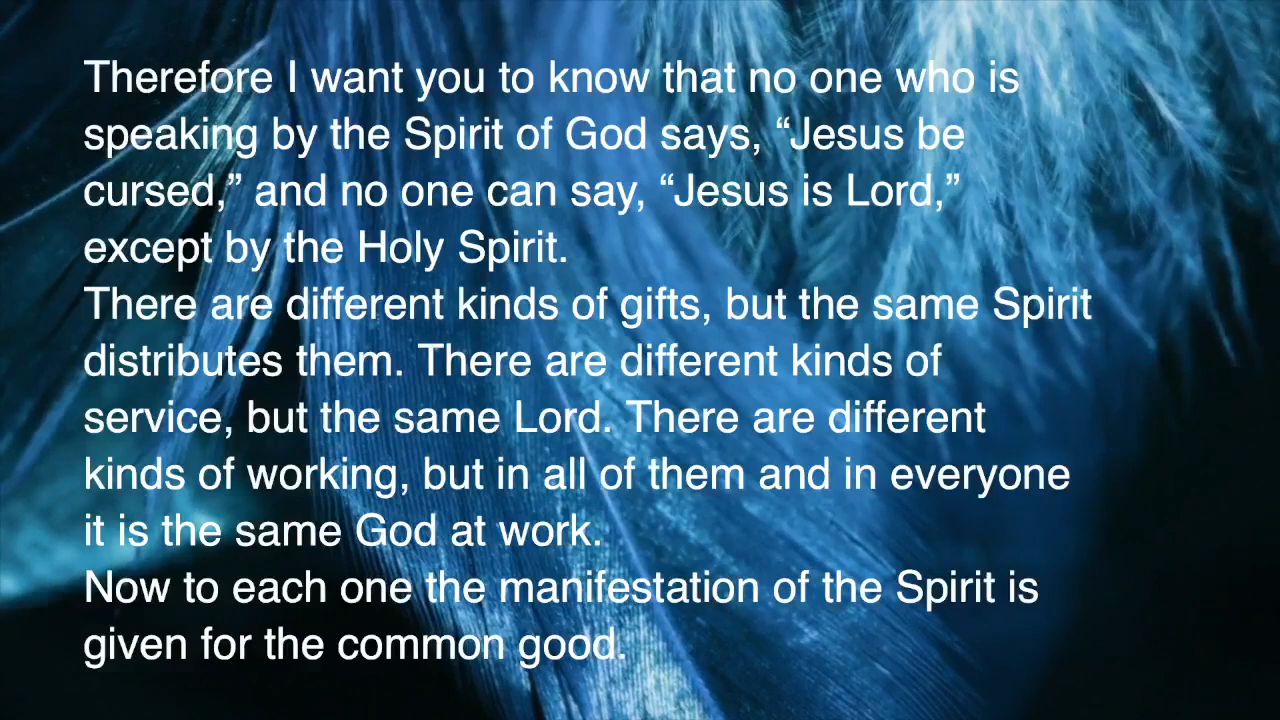 Therefore I want you to know that no one who is
speaking by the Spirit of God says, “Jesus be
cursed,” and no one can say, “Jesus is Lord,”
except by the Holy Spirit.
There are different kinds of gifts, but the same Spirit
distributes them. There are different kinds of
service, but the same Lord. There are different
kinds of working, but in all of them and in everyone
it is the same God at work.
Now to each one the manifestation of the Spirit is
given for the common good.